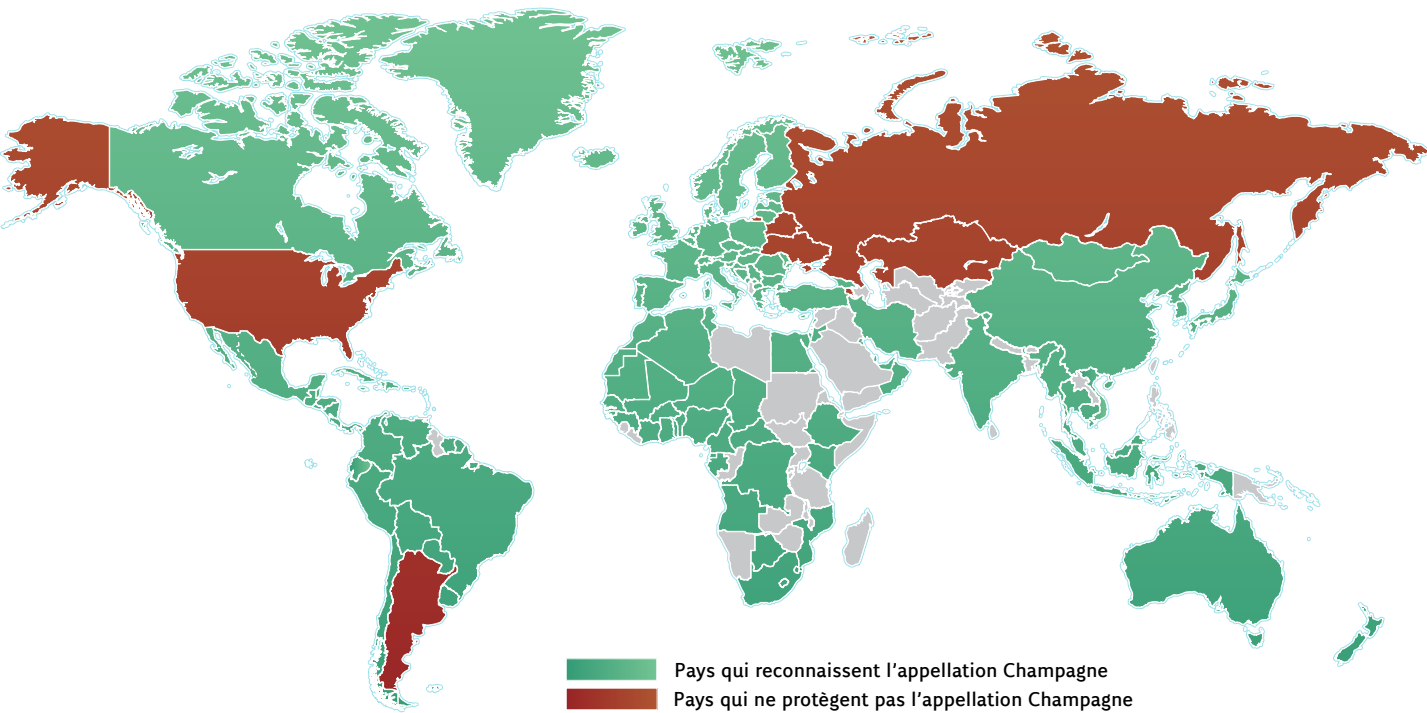 Pays qui reconnaissent l’appellation Champagne
Pays qui ne protègent pas l’appellation Champagne